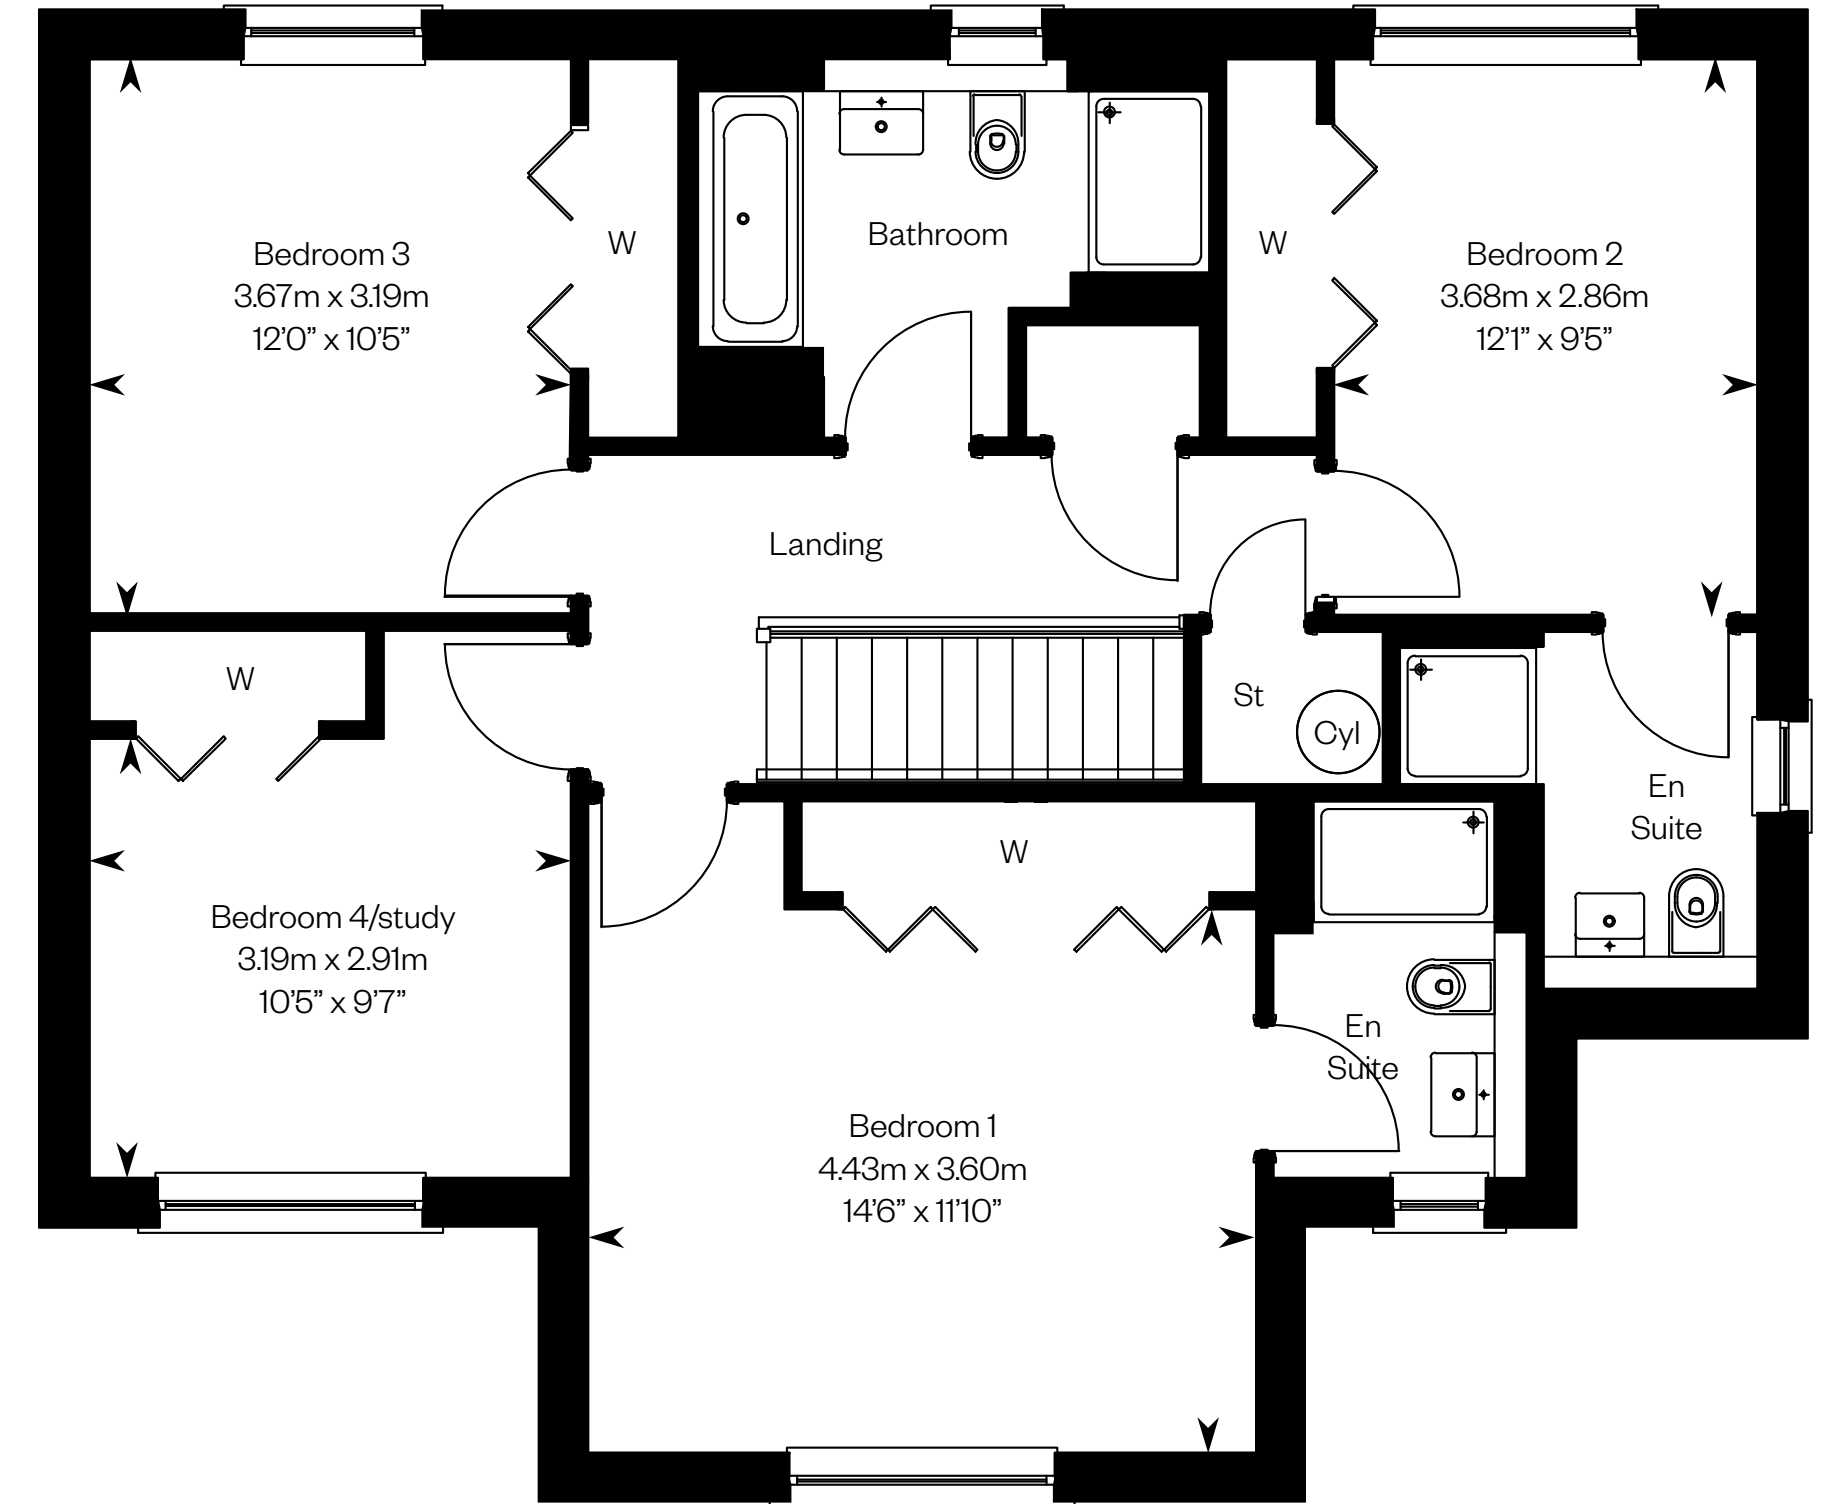 Bedroom 3
3.67m x 3.19m
12’0” x 10’5”
W
Bathroom
W
Bedroom 2
3.68m x 2.86m
12’1” x 9’5”
Landing
W
St
Cyl
En
Suite
W
Bedroom 4/study
3.19m x 2.91m
10’5” x 9’7”
En
Suite
Bedroom 1
4.43m x 3.60m
14’6” x 11’10”